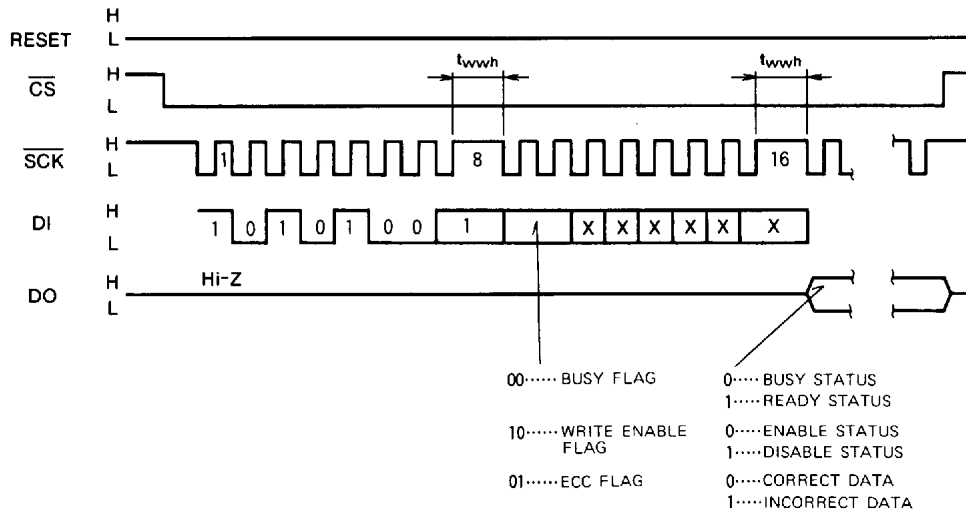 RESET H L
CS H L twwh twwh
SCK H L 1 8 16
DI H L 1 0 1 0 1 0 0 1 X X X X X X
DO H L Hi-Z
00······ BUSY FLAG 0····· BUSY STATUS
1····· READY STATUS
10······ WRITE ENABLE FLAG 0····· ENABLE STATUS
1····· DISABLE STATUS
01······ ECC FLAG 0····· CORRECT DATA
1····· INCORRECT DATA